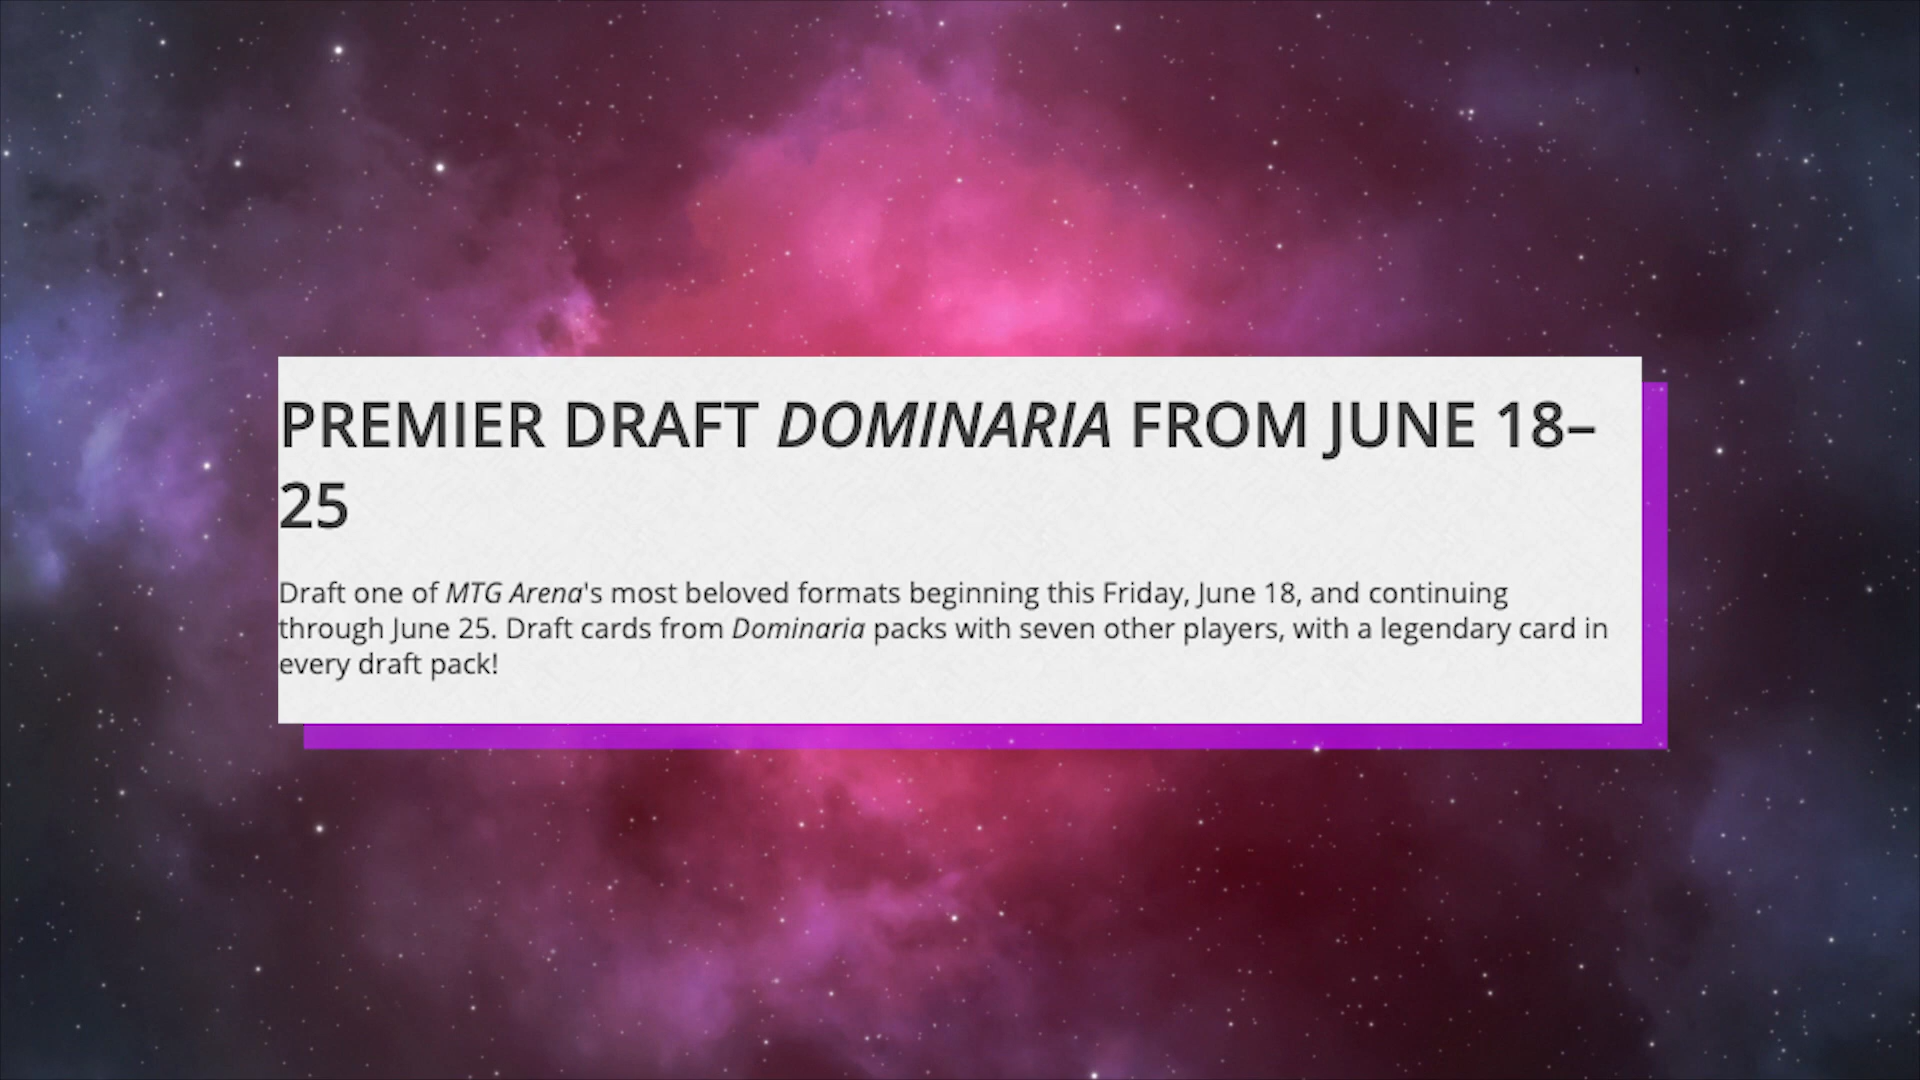 PREMIER DRAFT DOMINARIA FROM JUNE 18–
25
Draft one of MTG Arena's most beloved formats beginning this Friday, June 18, and continuing
through June 25. Draft cards from Dominaria packs with seven other players, with a legendary card in
every draft pack!